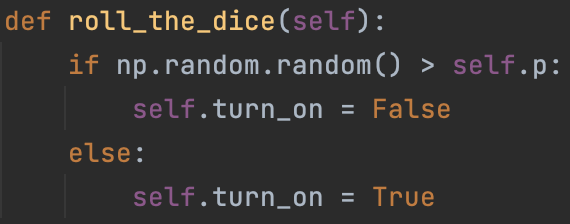 def roll_the_dice(self):
    if np.random.random() > self.p:
        self.turn_on = False
    else:
        self.turn_on = True